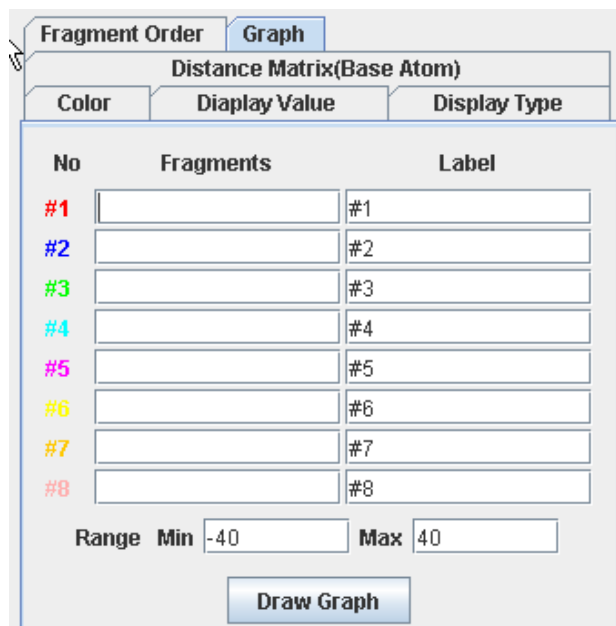 Fragment Order Graph
Distance Matrix(Base Atom)
Color Diaplay Value Display Type
No Fragments Label
#1 #1
#2 #2
#3 #3
#4 #4
#5 #5
#6 #6
#7 #7
#8 #8
Range Min -40 Max 40
Draw Graph